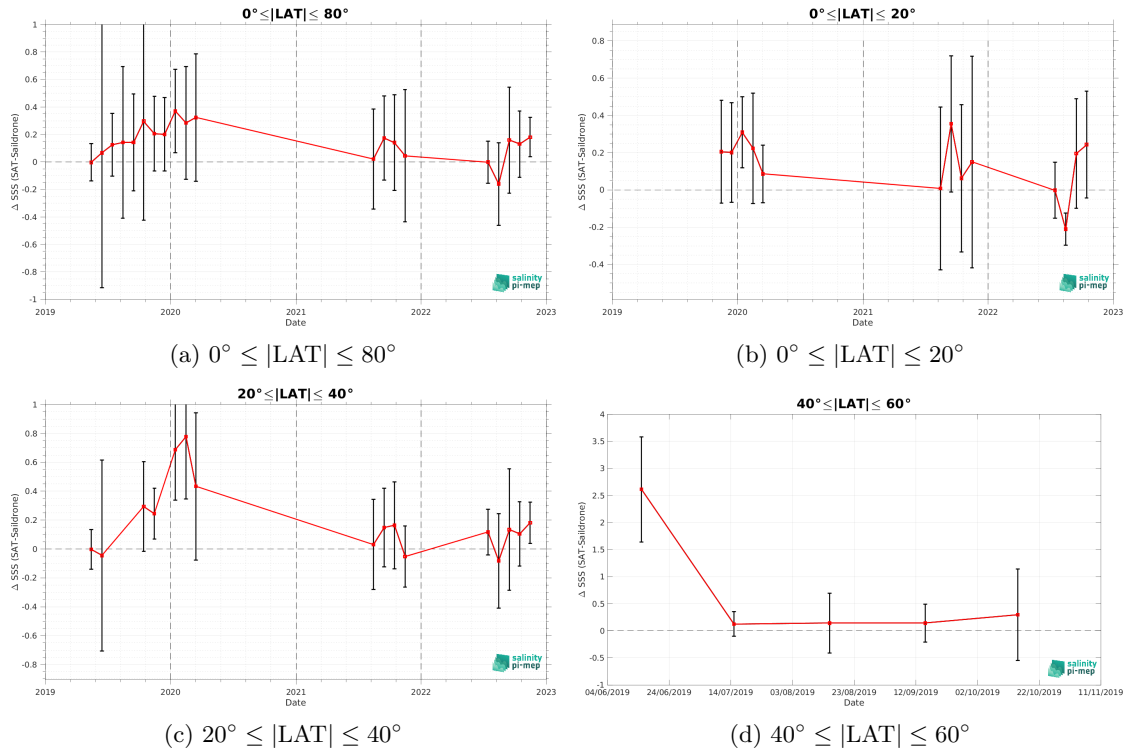 0°≤|LAT|≤ 80°
1
0.8
0.6
0.4
0.2
0
-0.2
-0.4
-0.6
-0.8
-1
Δ SSS (SAT-Saildrone)
2019
2020
2021
2022
2023
Date
salinity
pi-mep
(a) 0° ≤ |LAT| ≤ 80°
0°≤|LAT|≤ 20°
0.8
0.6
0.4
0.2
0
-0.2
-0.4
Δ SSS (SAT-Saildrone)
2019
2020
2021
2022
2023
Date
salinity
pi-mep
(b) 0° ≤ |LAT| ≤ 20°
20°≤|LAT|≤ 40°
1
0.8
0.6
0.4
0.2
0
-0.2
-0.4
-0.6
-0.8
Δ SSS (SAT-Saildrone)
2019
2020
2021
2022
2023
Date
salinity
pi-mep
(c) 20° ≤ |LAT| ≤ 40°
40°≤|LAT|≤ 60°
4
3.5
3
2.5
2
1.5
1
0.5
0
-0.5
-1
Δ SSS (SAT-Saildrone)
04/06/2019
24/06/2019
14/07/2019
03/08/2019
23/08/2019
12/09/2019
02/10/2019
22/10/2019
11/11/2019
Date
salinity
pi-mep
(d) 40° ≤ |LAT| ≤ 60°